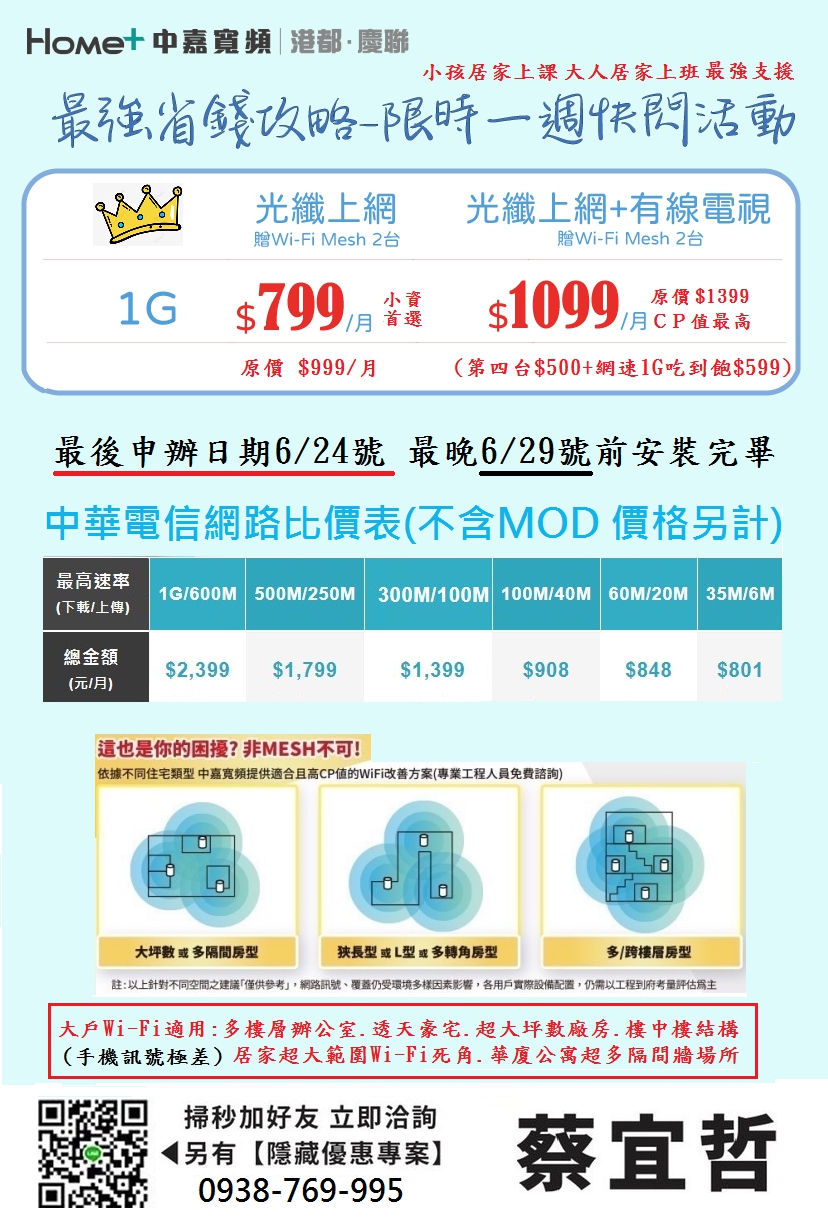 Home+ 中嘉寬頻 | 港都·慶聯
小孩居家上課 大人居家上班 最強支援
最強省錢攻略-限時一週快閃活動
光纖上網 光纖上網+有線電視
贈Wi-Fi Mesh 2台 贈Wi-Fi Mesh 2台
1G $799/月 小資首選 $1099/月 原價$1399 CP值最高
原價 $999/月 (第四台$500+網速1G吃到飽$599)
最後申辦日期6/24號 最晚6/29號前安裝完畢
中華電信網路比價表(不含MOD 價格另計)
最高速率 (下載/上傳) 1G/600M 500M/250M 300M/100M 100M/40M 60M/20M 35M/6M
總金額 (元/月) $2,399 $1,799 $1,399 $908 $848 $801
這也是你的困擾? 非MESH不可!
依據不同住宅類型 中嘉寬頻提供適合且高CP值的WiFi改善方案(專業工程人員免費諮詢)
大坪數 或 多隔間房型 狹長型 或 L型 或 多轉角房型 多/跨樓層房型
註:以上針對不同空間之建議「僅供參考」,網路訊號、覆蓋仍受環境多樣因素影響,各用戶實際設備配置,仍需以工程到府考量評估為主
大戶Wi-Fi適用:多樓層辦公室.透天豪宅.超大坪數廠房.樓中樓結構
(手機訊號極差)居家超大範圍Wi-Fi死角.華廈公寓超多隔間牆場所
掃秒加好友 立即洽詢
◀另有【隱藏優惠專案】
0938-769-995
蔡宜哲
LINE